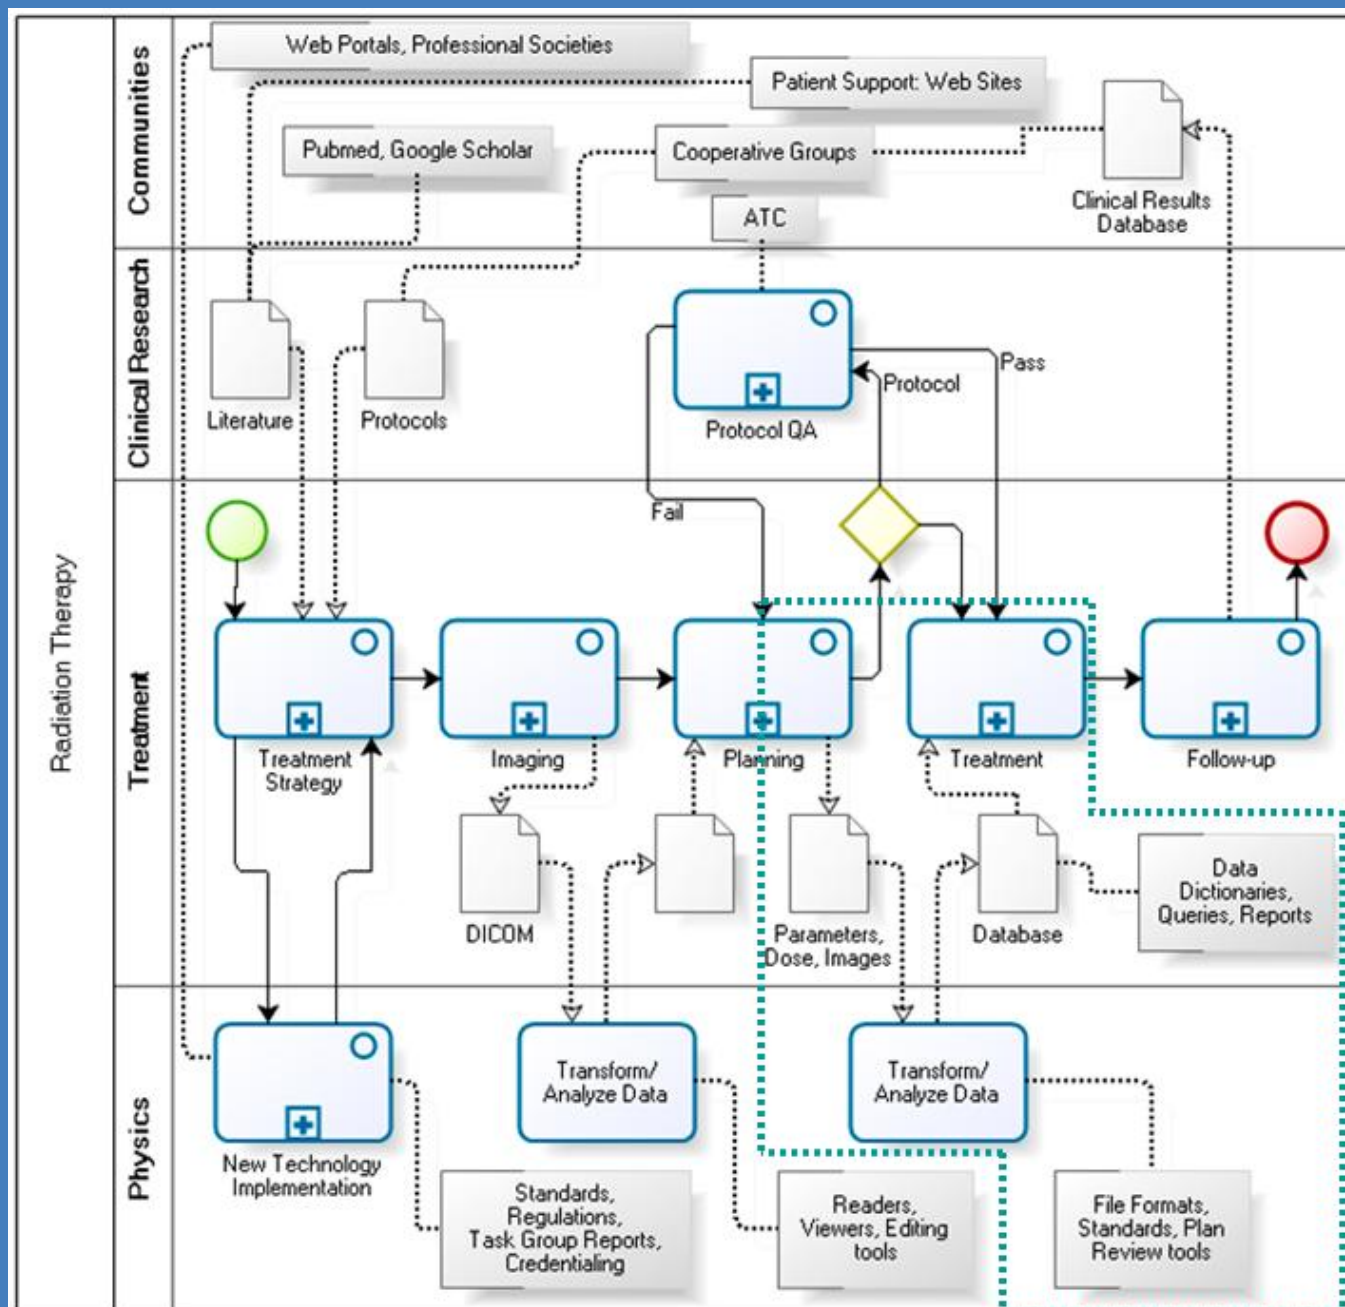 Radiation Therapy
Communities
Web Portals, Professional Societies
Patient Support: Web Sites
Pubmed, Google Scholar
Cooperative Groups
ATC
Clinical Results
Database
Clinical Research
Literature
Protocols
Protocol QA
Protocol
Pass
Fail
Treatment
Treatment
Strategy
Imaging
Planning
Treatment
Follow-up
DICOM
Parameters,
Dose, Images
Database
Data
Dictionaries,
Queries, Reports
Physics
New Technology
Implementation
Transform/
Analyze Data
Transform/
Analyze Data
Standards,
Regulations,
Task Group Reports,
Credentialing
Readers,
Viewers, Editing
tools
File Formats,
Standards, Plan
Review tools